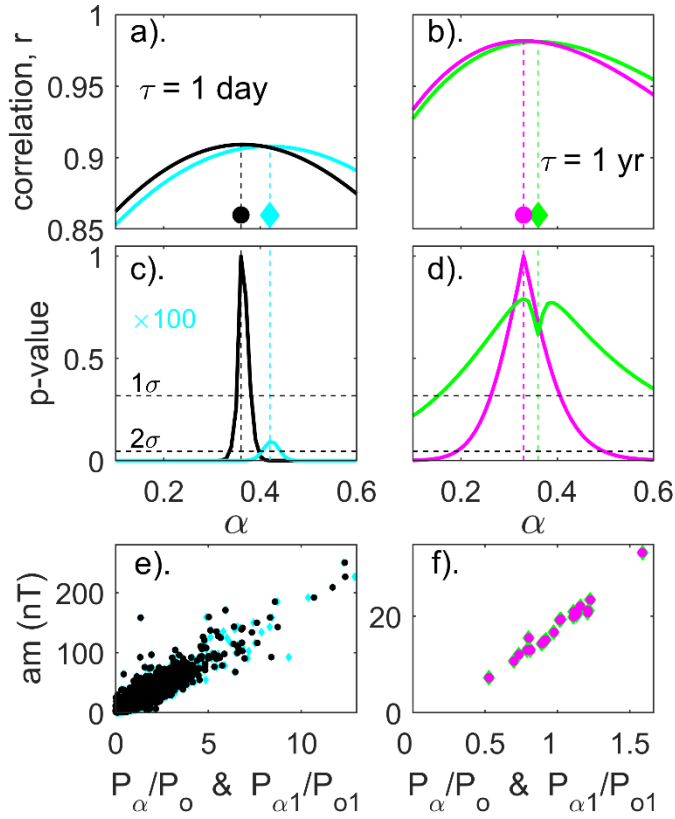 a).
b).
correlation, r
1
0.95
0.9
0.85
τ = 1 day
τ = 1 yr
c).
d).
p-value
1
0.5
0
×100
1σ
2σ
0.2 0.4 0.6
0.2 0.4 0.6
α
α
e).
f).
am (nT)
200
100
0
20
0
0 5 10
0 0.5 1 1.5
P_α/P_o & P_α1/P_o1
P_α/P_o & P_α1/P_o1